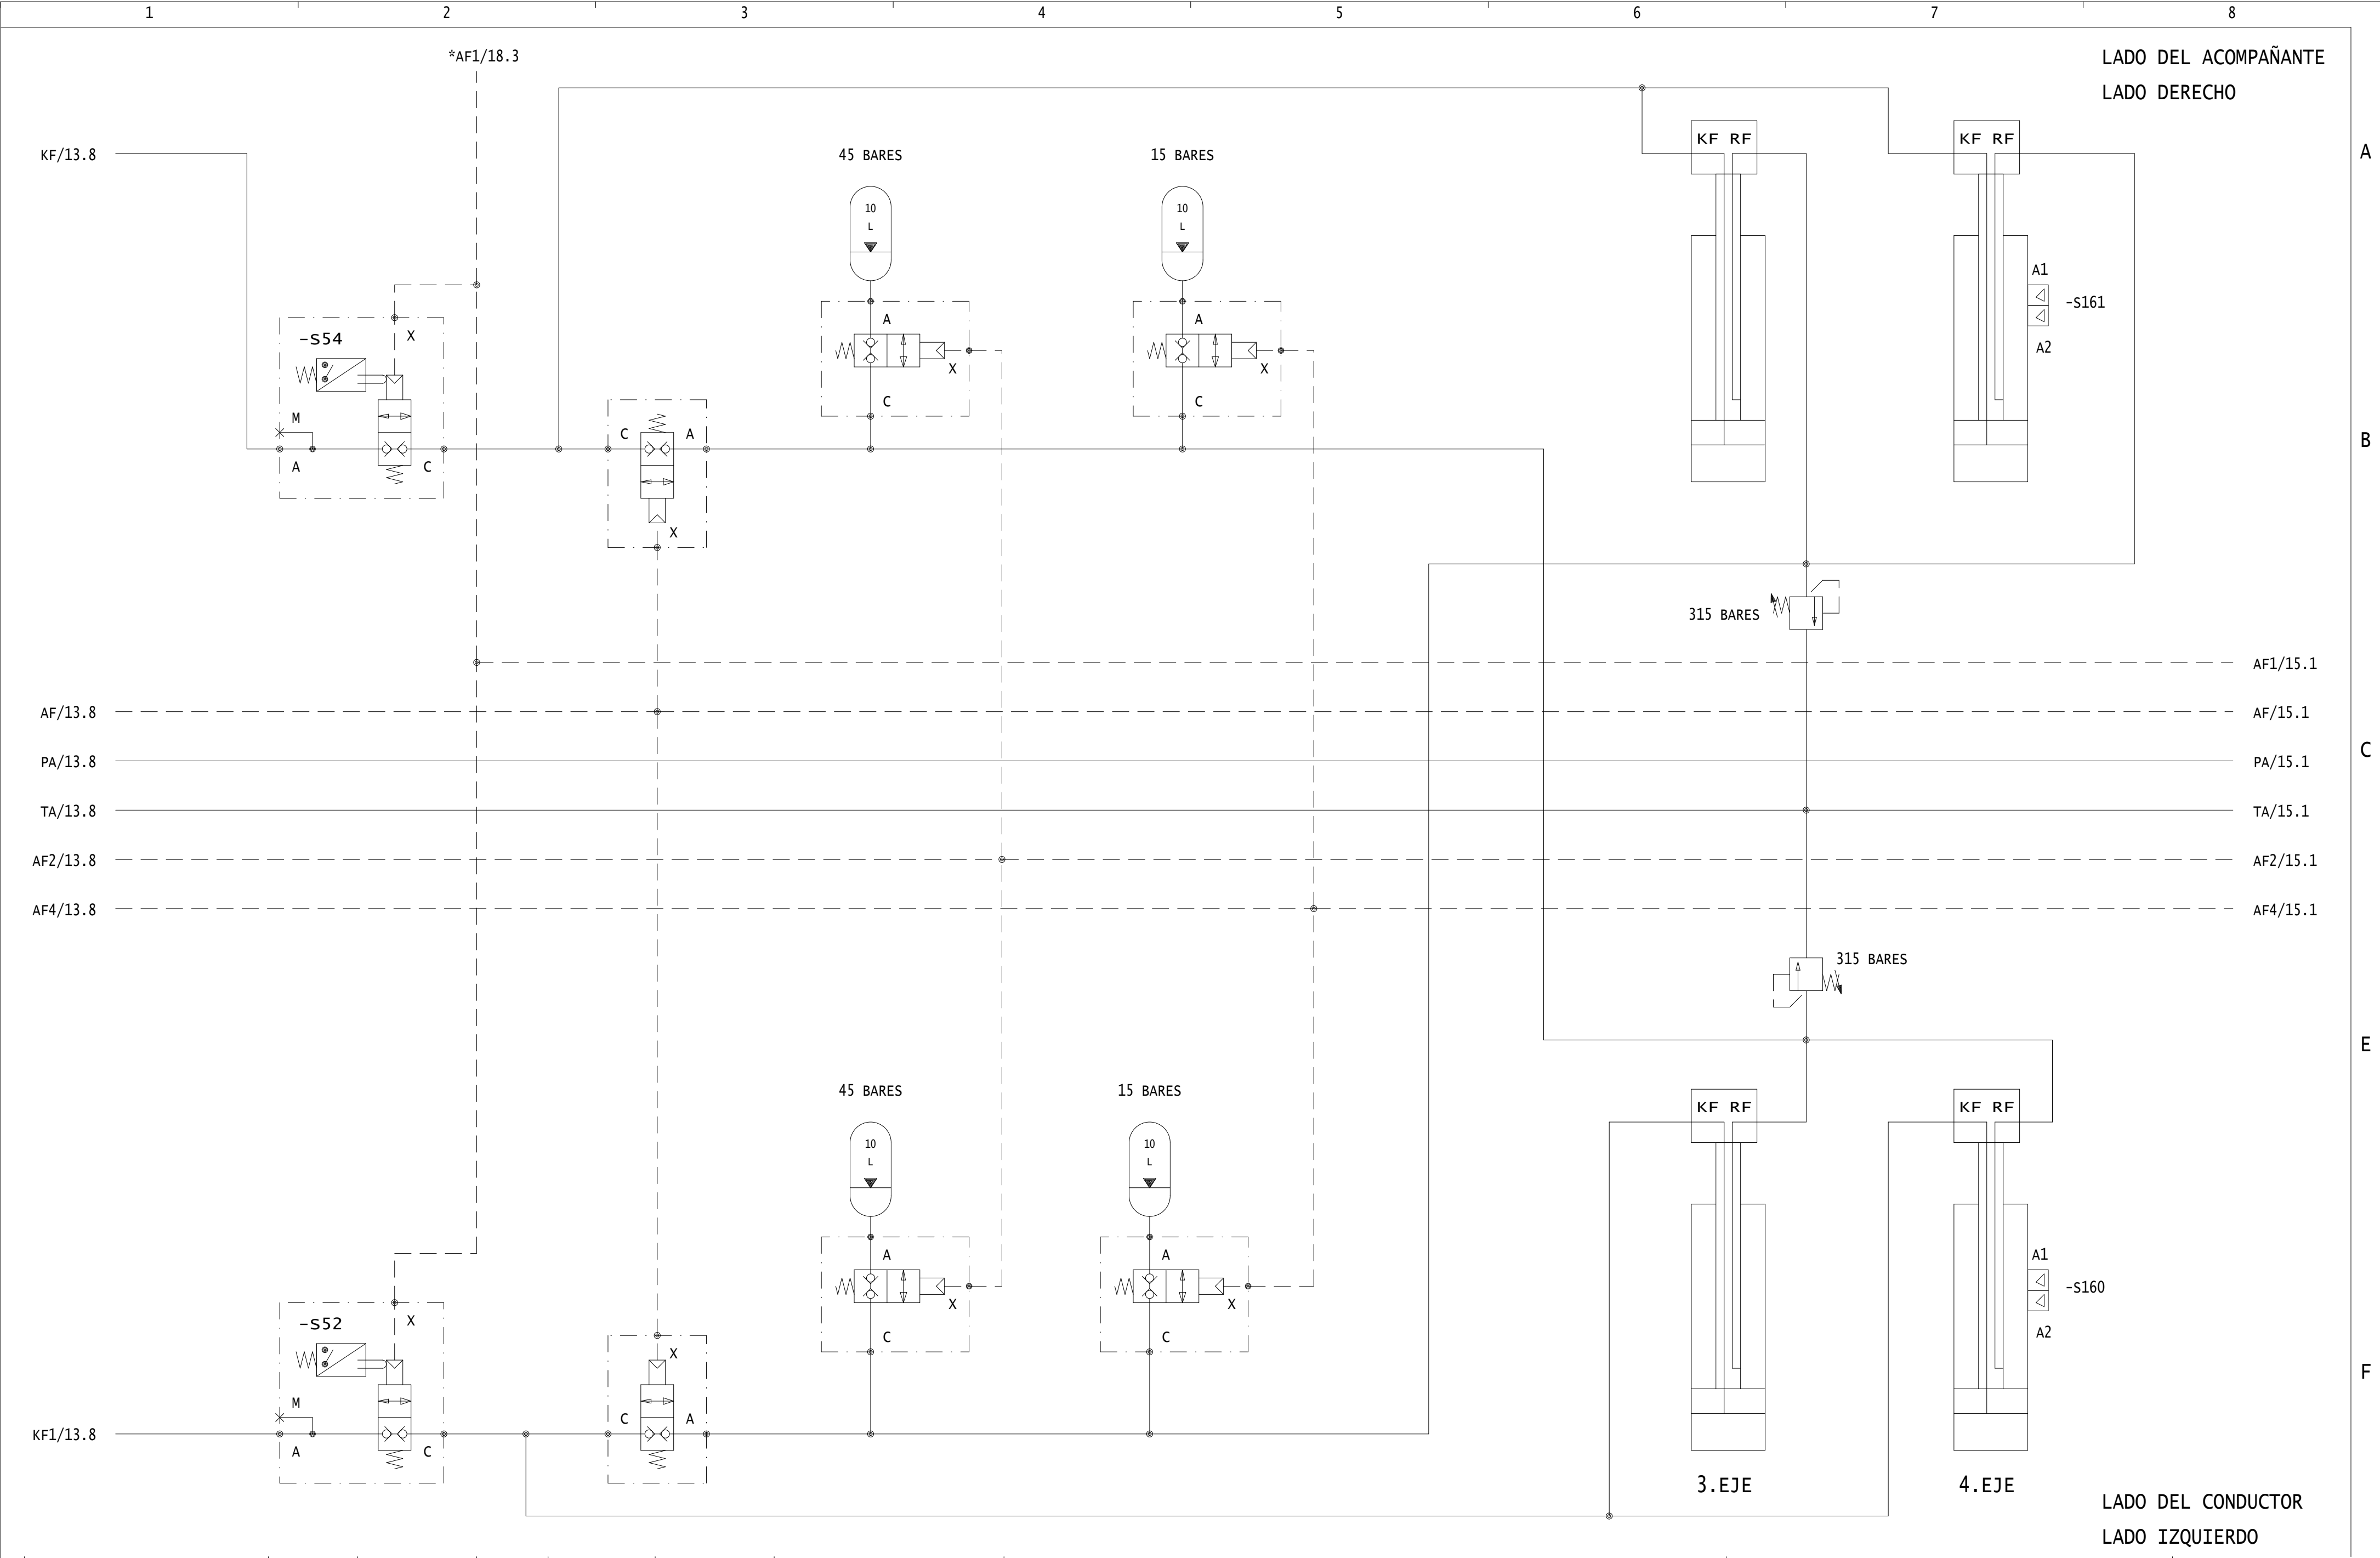 1 2 3 4 5 6 7 8
*AF1/18.3
LADO DEL ACOMPAÑANTE
LADO DERECHO
KF/13.8
45 BARES
15 BARES
KF RF
KF RF
A
10
L
10
L
A1
-S161
A2
-S54
X
A
X
C
A
X
C
M
A
C
C
A
X
B
315 BARES
AF1/15.1
AF/13.8
AF/15.1
C
PA/13.8
PA/15.1
TA/13.8
TA/15.1
AF2/13.8
AF2/15.1
AF4/13.8
AF4/15.1
315 BARES
E
45 BARES
15 BARES
KF RF
KF RF
10
L
10
L
A1
-S160
A2
-S52
X
A
X
C
A
X
C
M
A
C
X
C
A
F
KF1/13.8
3.EJE
4.EJE
LADO DEL CONDUCTOR
LADO IZQUIERDO